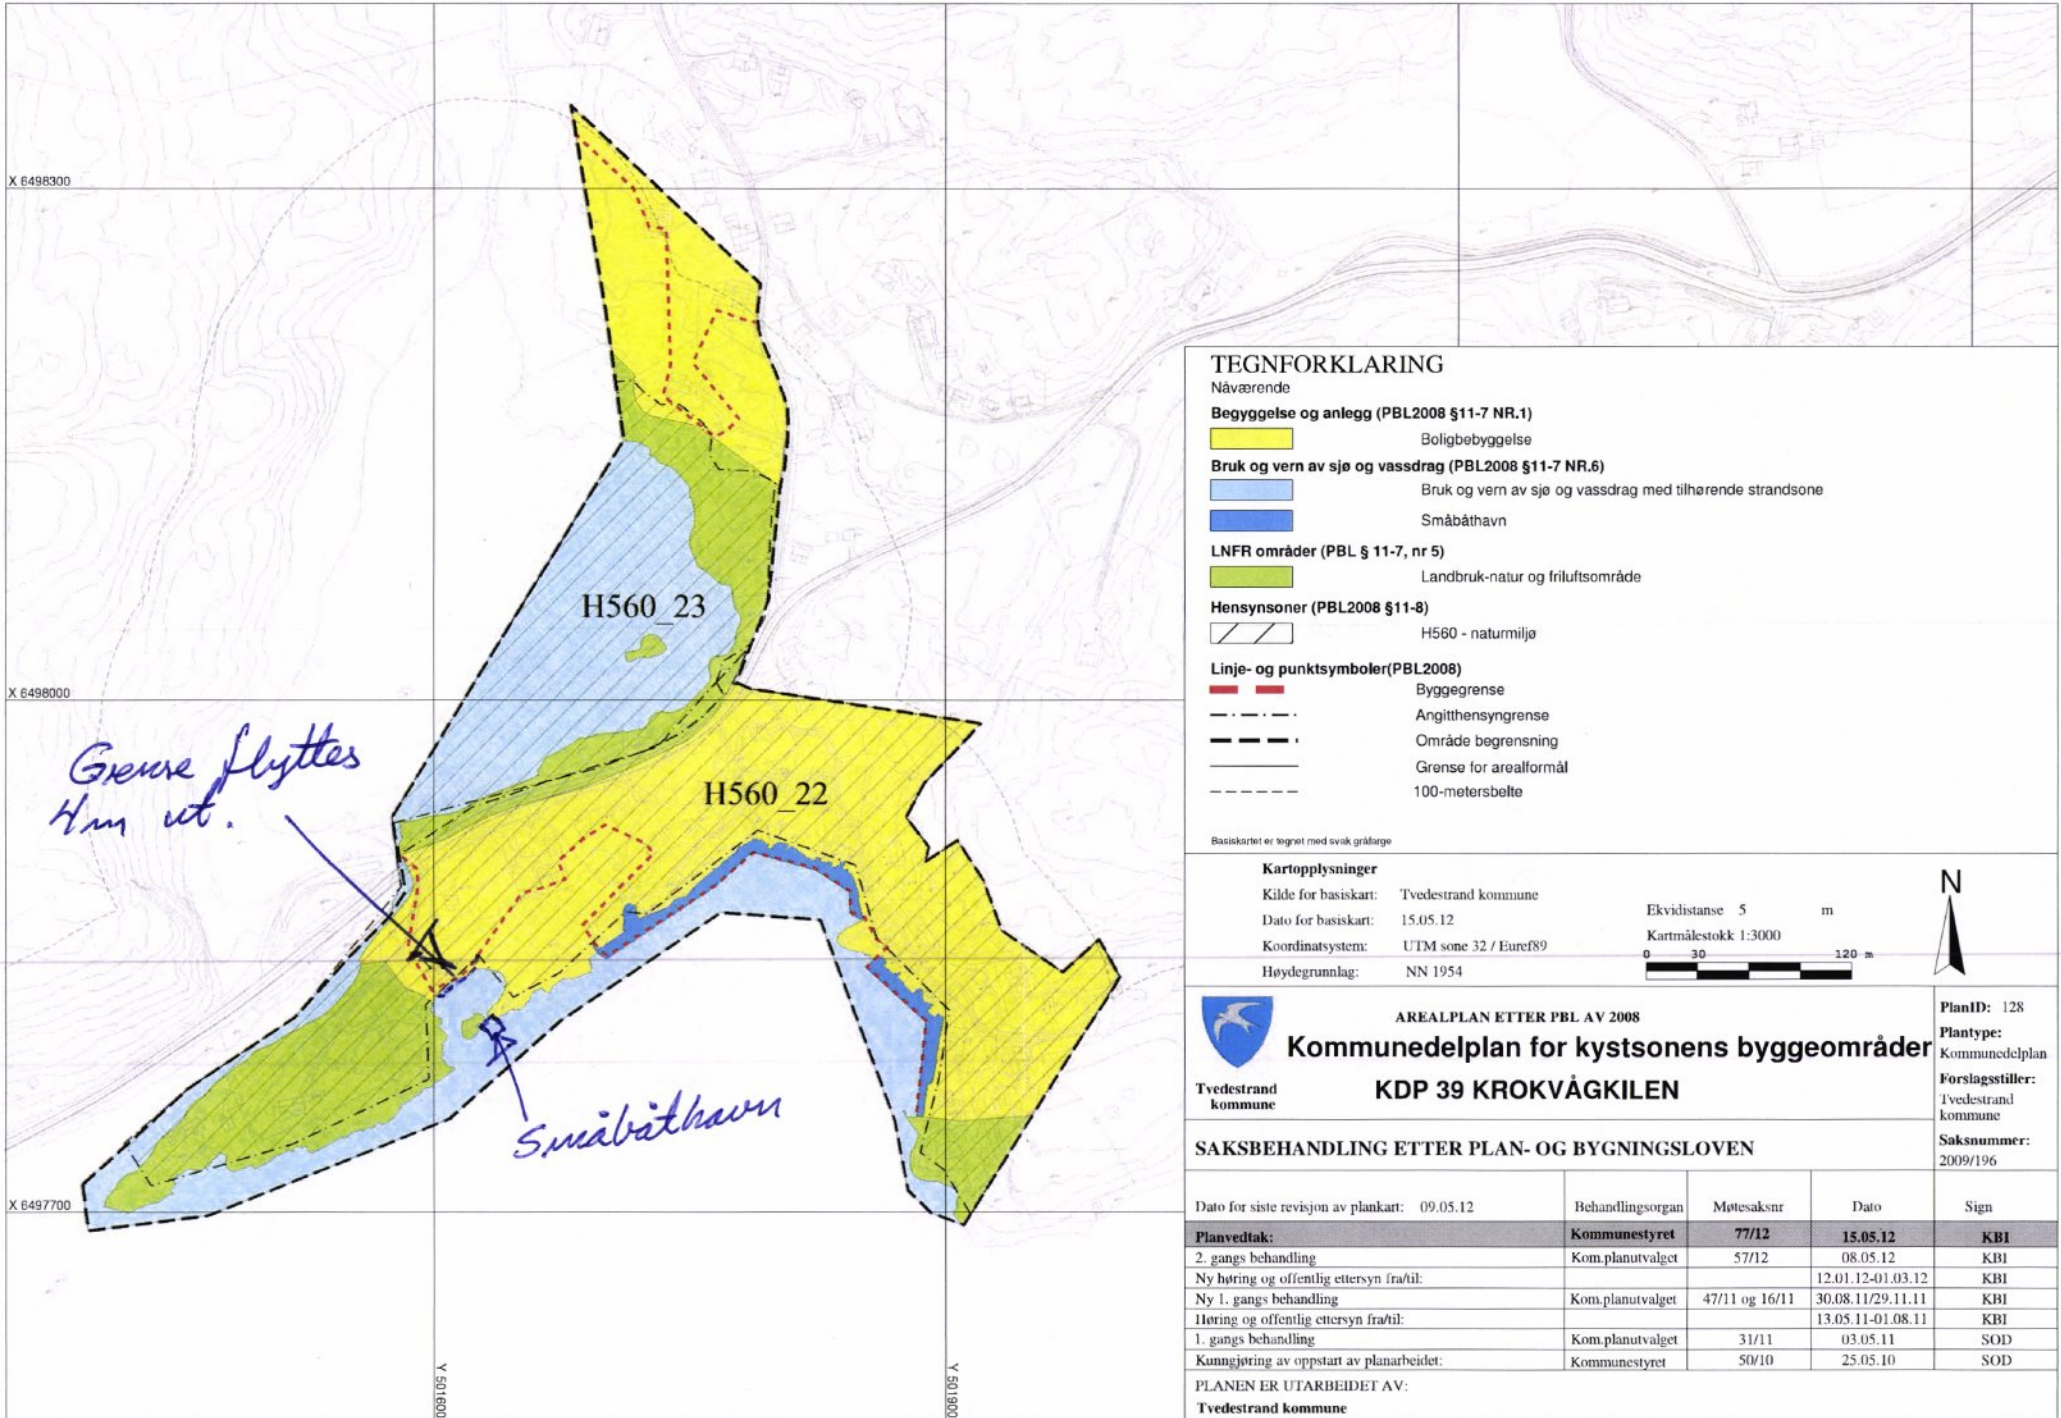 X 6498300
H560_23
X 6498000
Grense flyttes
4m ut.
H560_22
Småbåthavn
X 6497700
Y 501600
Y 501900
TEGNFORKLARING
Nåværende
Begyggelse og anlegg (PBL2008 §11-7 NR.1)
Boligbebyggelse
Bruk og vern av sjø og vassdrag (PBL2008 §11-7 NR.6)
Bruk og vern av sjø og vassdrag med tilhørende strandsone
Småbåthavn
LNFR områder (PBL § 11-7, nr 5)
Landbruk-natur og friluftsområde
Hensynsoner (PBL2008 §11-8)
H560 - naturmiljø
Linje- og punktsymboler(PBL2008)
Byggegrense
Angitthensyngrense
Område begrensning
Grense for arealformål
100-metersbelte
Basiskartet er tegnet med svak gråfarge
Kartopplysninger
Kilde for basiskart: Tvedestrand kommune
Dato for basiskart: 15.05.12
Koordinatsystem: UTM sone 32 / Euref89
Høydegrunnlag: NN 1954
Ekvidistanse 5 m
Kartmålestokk 1:3000
0 30 120 m
N
Tvedestrand
kommune
AREALPLAN ETTER PBL AV 2008
Kommunedelplan for kystsonens byggeområder
KDP 39 KROKVÅGKILEN
PlanID: 128
Plantype:
Kommunedelplan
Forslagsstiller:
Tvedestrand
kommune
Saksnummer:
2009/196
SAKSBEHANDLING ETTER PLAN- OG BYGNINGSLOVEN
Dato for siste revisjon av plankart: 09.05.12 Behandlingsorgan Møtesaksnr Dato Sign
Planvedtak: Kommunestyret 77/12 15.05.12 KBI
2. gangs behandling Kom.planutvalget 57/12 08.05.12 KBI
Ny høring og offentlig ettersyn fra/til: 12.01.12-01.03.12 KBI
Ny 1. gangs behandling Kom.planutvalget 47/11 og 16/11 30.08.11/29.11.11 KBI
Høring og offentlig ettersyn fra/til: 13.05.11-01.08.11 KBI
1. gangs behandling Kom.planutvalget 31/11 03.05.11 SOD
Kunngjøring av oppstart av planarbeidet: Kommunestyret 50/10 25.05.10 SOD
PLANEN ER UTARBEIDET AV:
Tvedestrand kommune